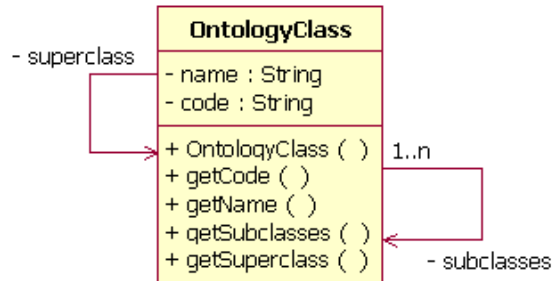 OntologyClass
- superclass
- name : String
- code : String
+ OntologyClass ( )
1..n
+ getCode ( )
+ getName ( )
+ getSubclasses ( )
+ getSuperclass ( )
- subclasses